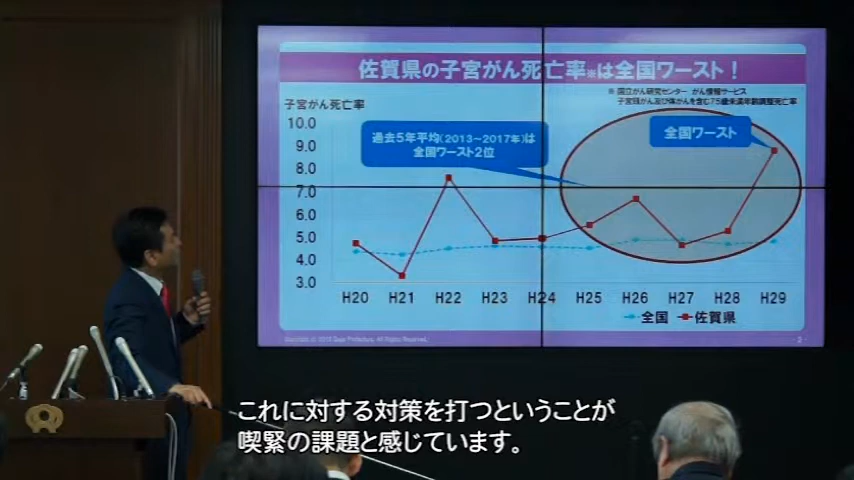 佐賀県の子宮がん死亡率※は全国ワースト！
※ 国立がん研究センター がん情報サービス
子宮頸がん及び体がんを含む75歳未満年齢調整死亡率
子宮がん死亡率
10.0
9.0
8.0
7.0
6.0
5.0
4.0
3.0
過去5年平均(2013～2017年)は
全国ワースト2位
全国ワースト
H20 H21 H22 H23 H24 H25 H26 H27 H28 H29
全国 佐賀県
2
これに対する対策を打つということが
喫緊の課題と感じています。